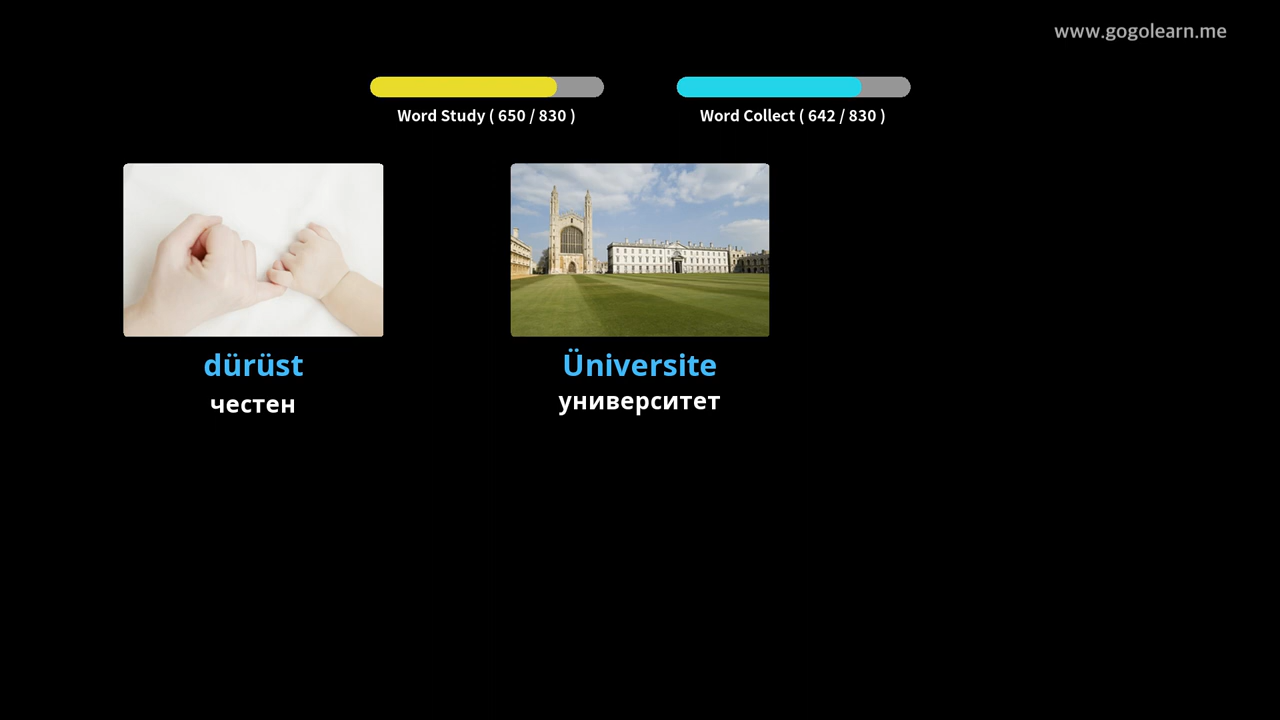 www.gogolearn.me
Word Study ( 650 / 830 )
Word Collect ( 642 / 830 )
dürüst
честен
Üniversite
университет